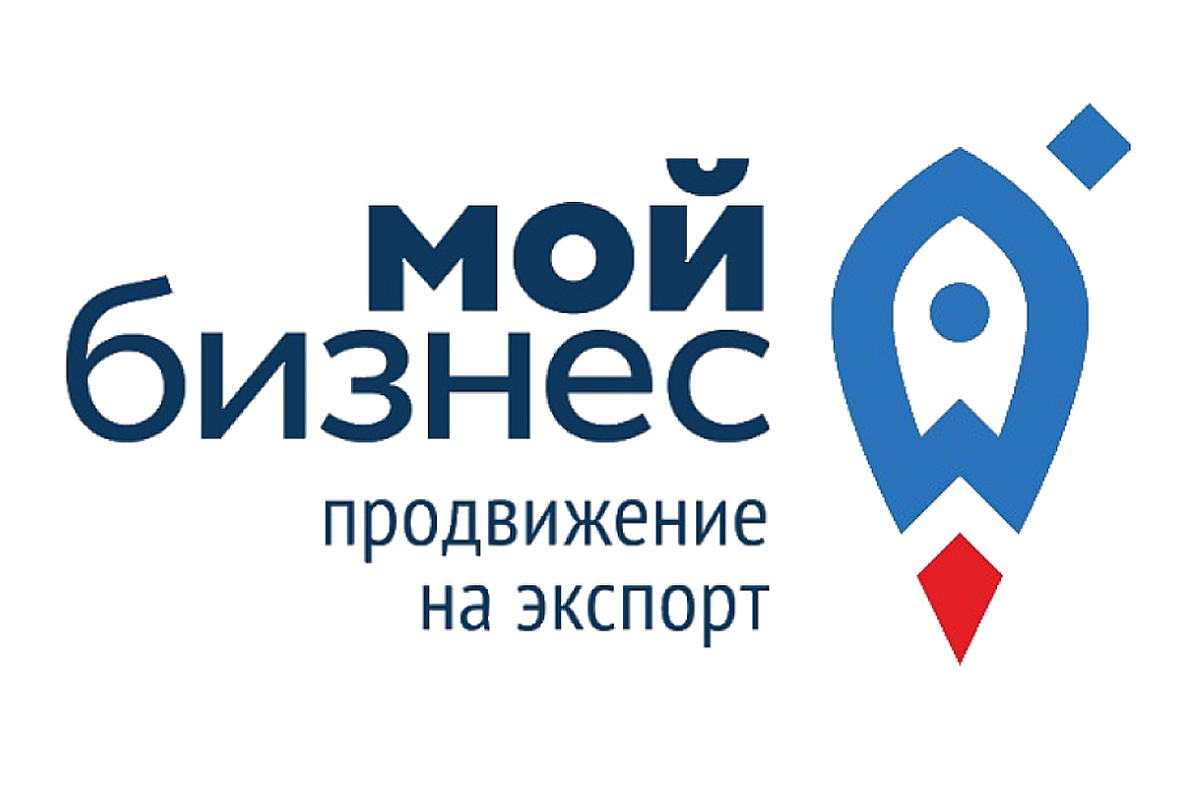 мой
бизнес
продвижение
на экспорт